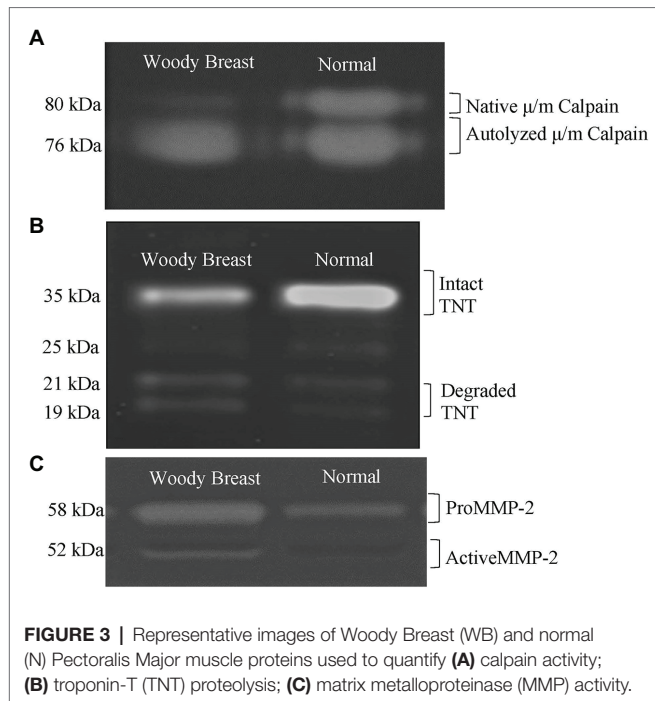 A
Woody Breast Normal
80 kDa Native μ/m Calpain
76 kDa Autolyzed μ/m Calpain
B
Woody Breast Normal
35 kDa Intact
TNT
25 kDa
21 kDa Degraded
19 kDa TNT
C
Woody Breast Normal
58 kDa ProMMP-2
52 kDa ActiveMMP-2
FIGURE 3 | Representative images of Woody Breast (WB) and normal
(N) Pectoralis Major muscle proteins used to quantify (A) calpain activity;
(B) troponin-T (TNT) proteolysis; (C) matrix metalloproteinase (MMP) activity.